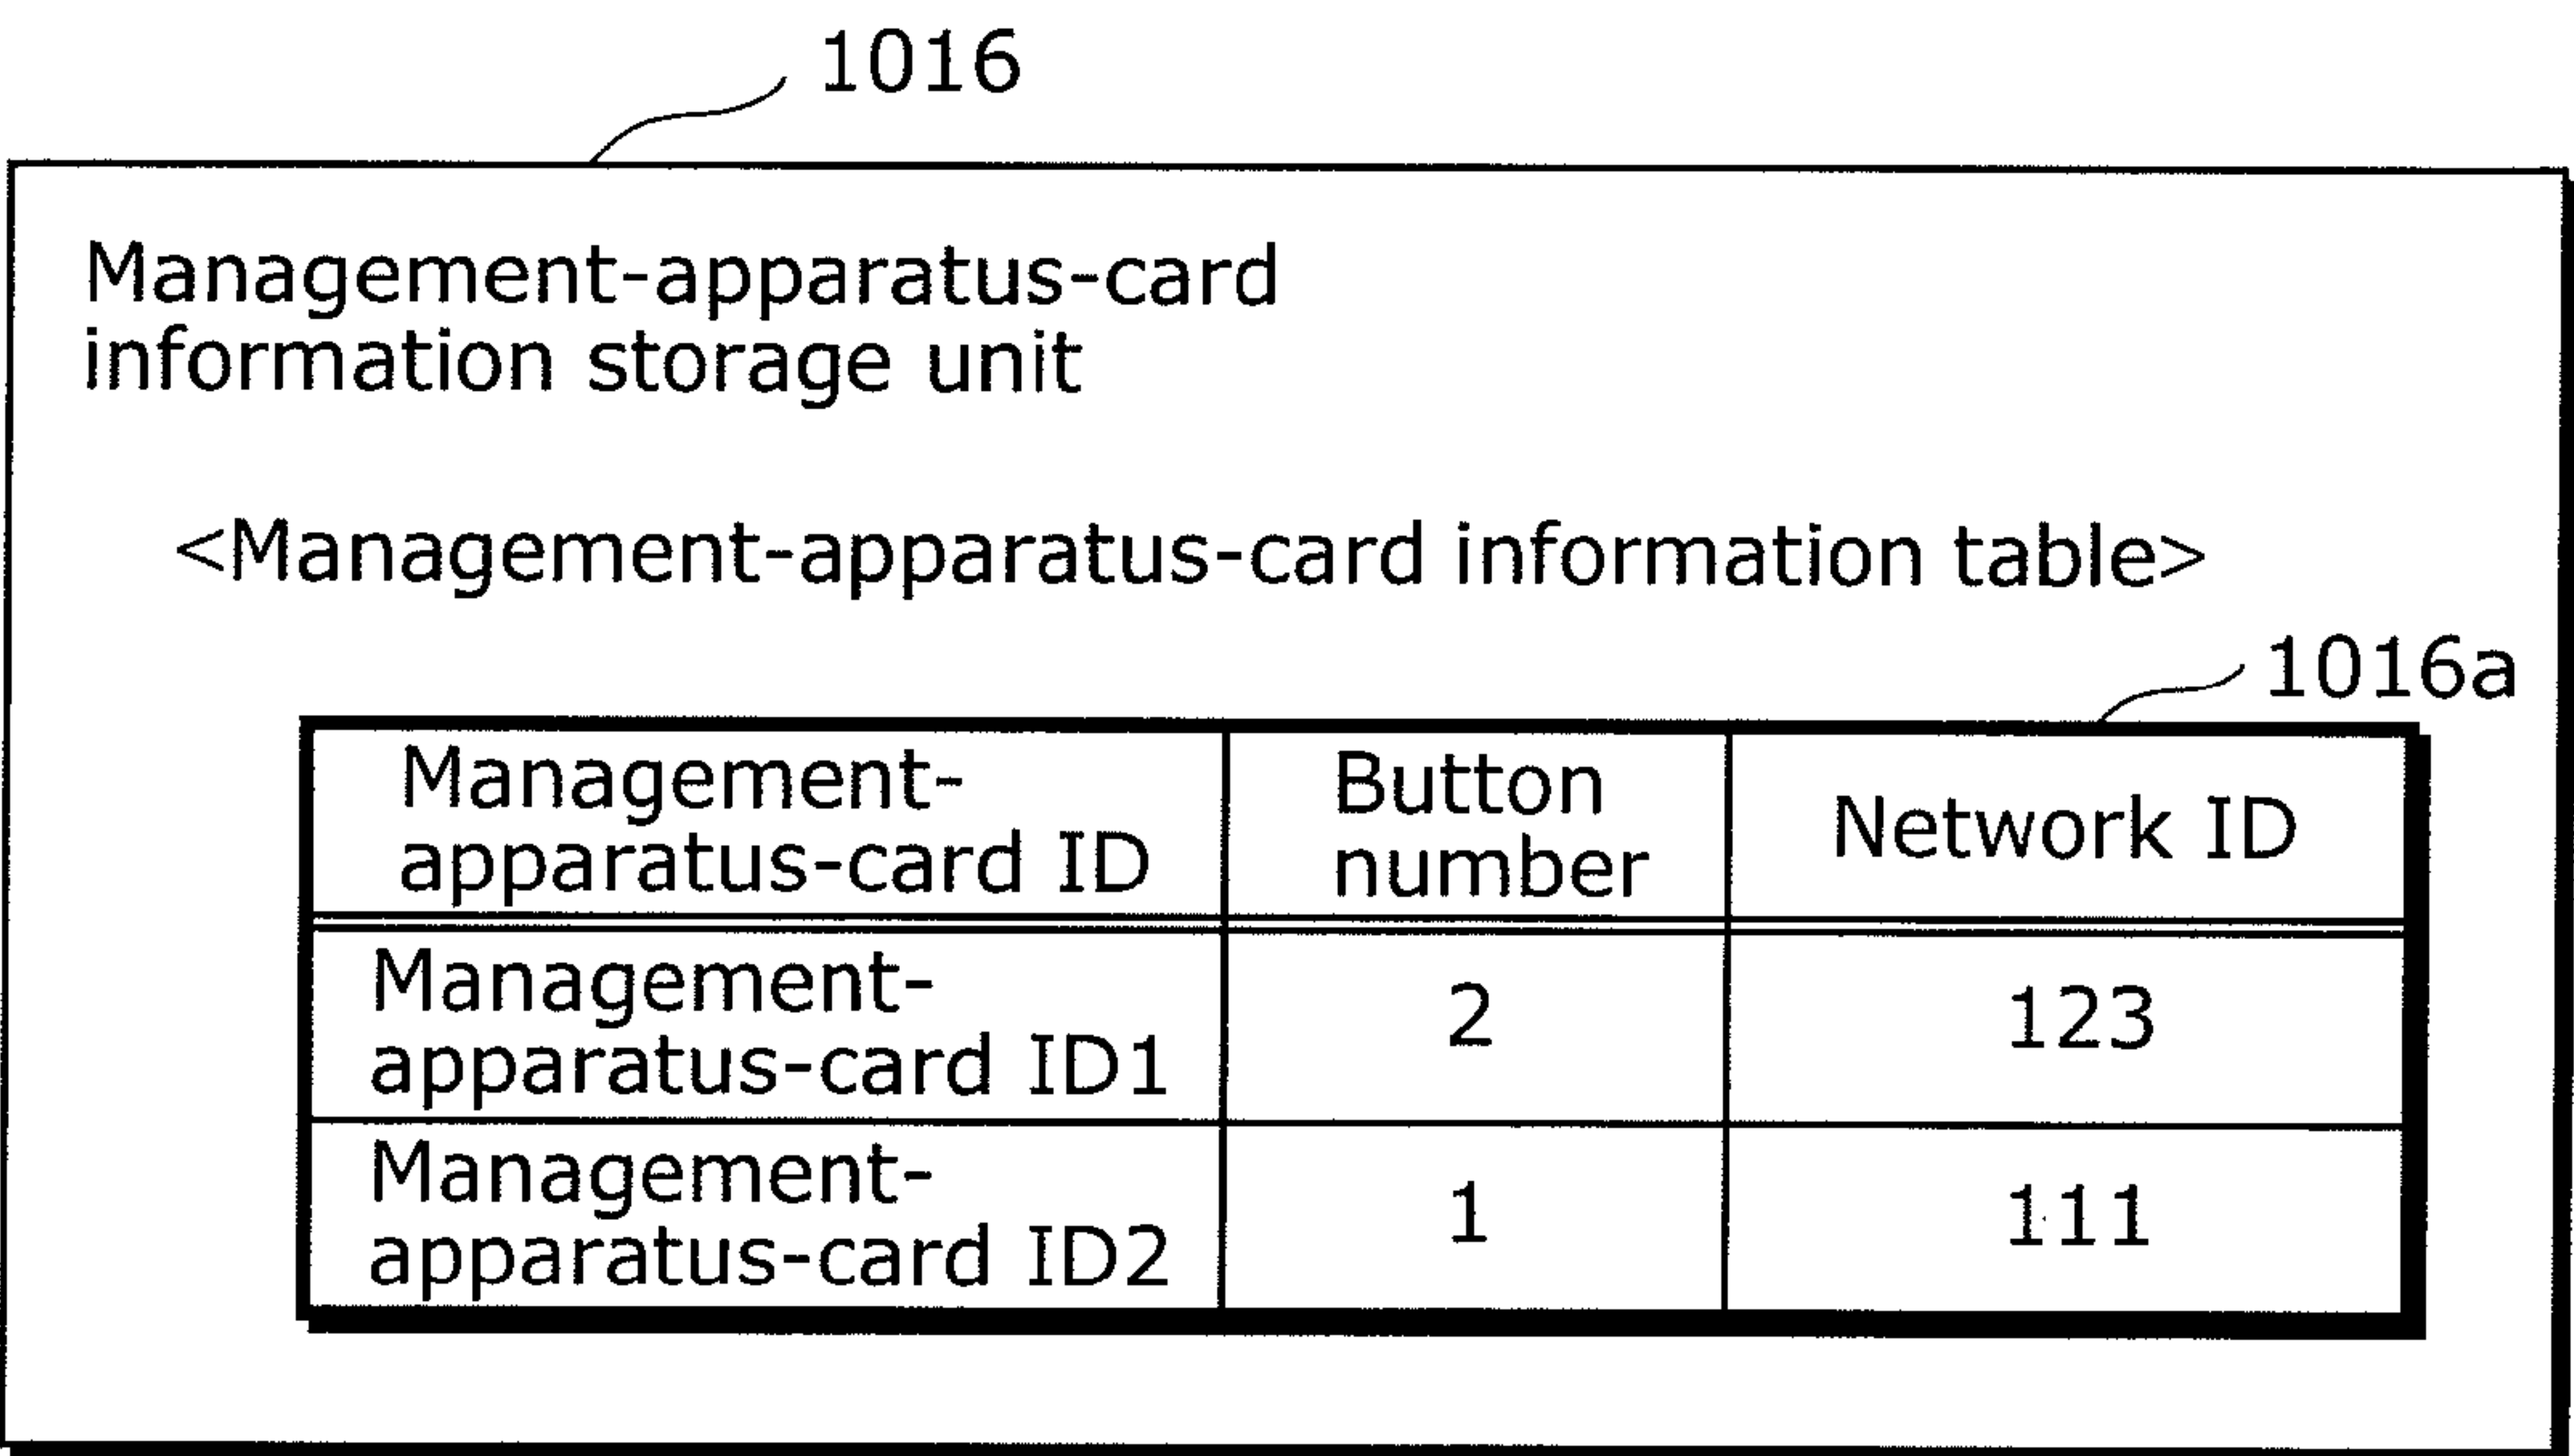 1016
Management-apparatus-card
information storage unit
<Management-apparatus-card information table>
1016a
Management-
apparatus-card ID
Button
number
Network ID
Management-
apparatus-card ID1
2
123
Management-
apparatus-card ID2
1
111